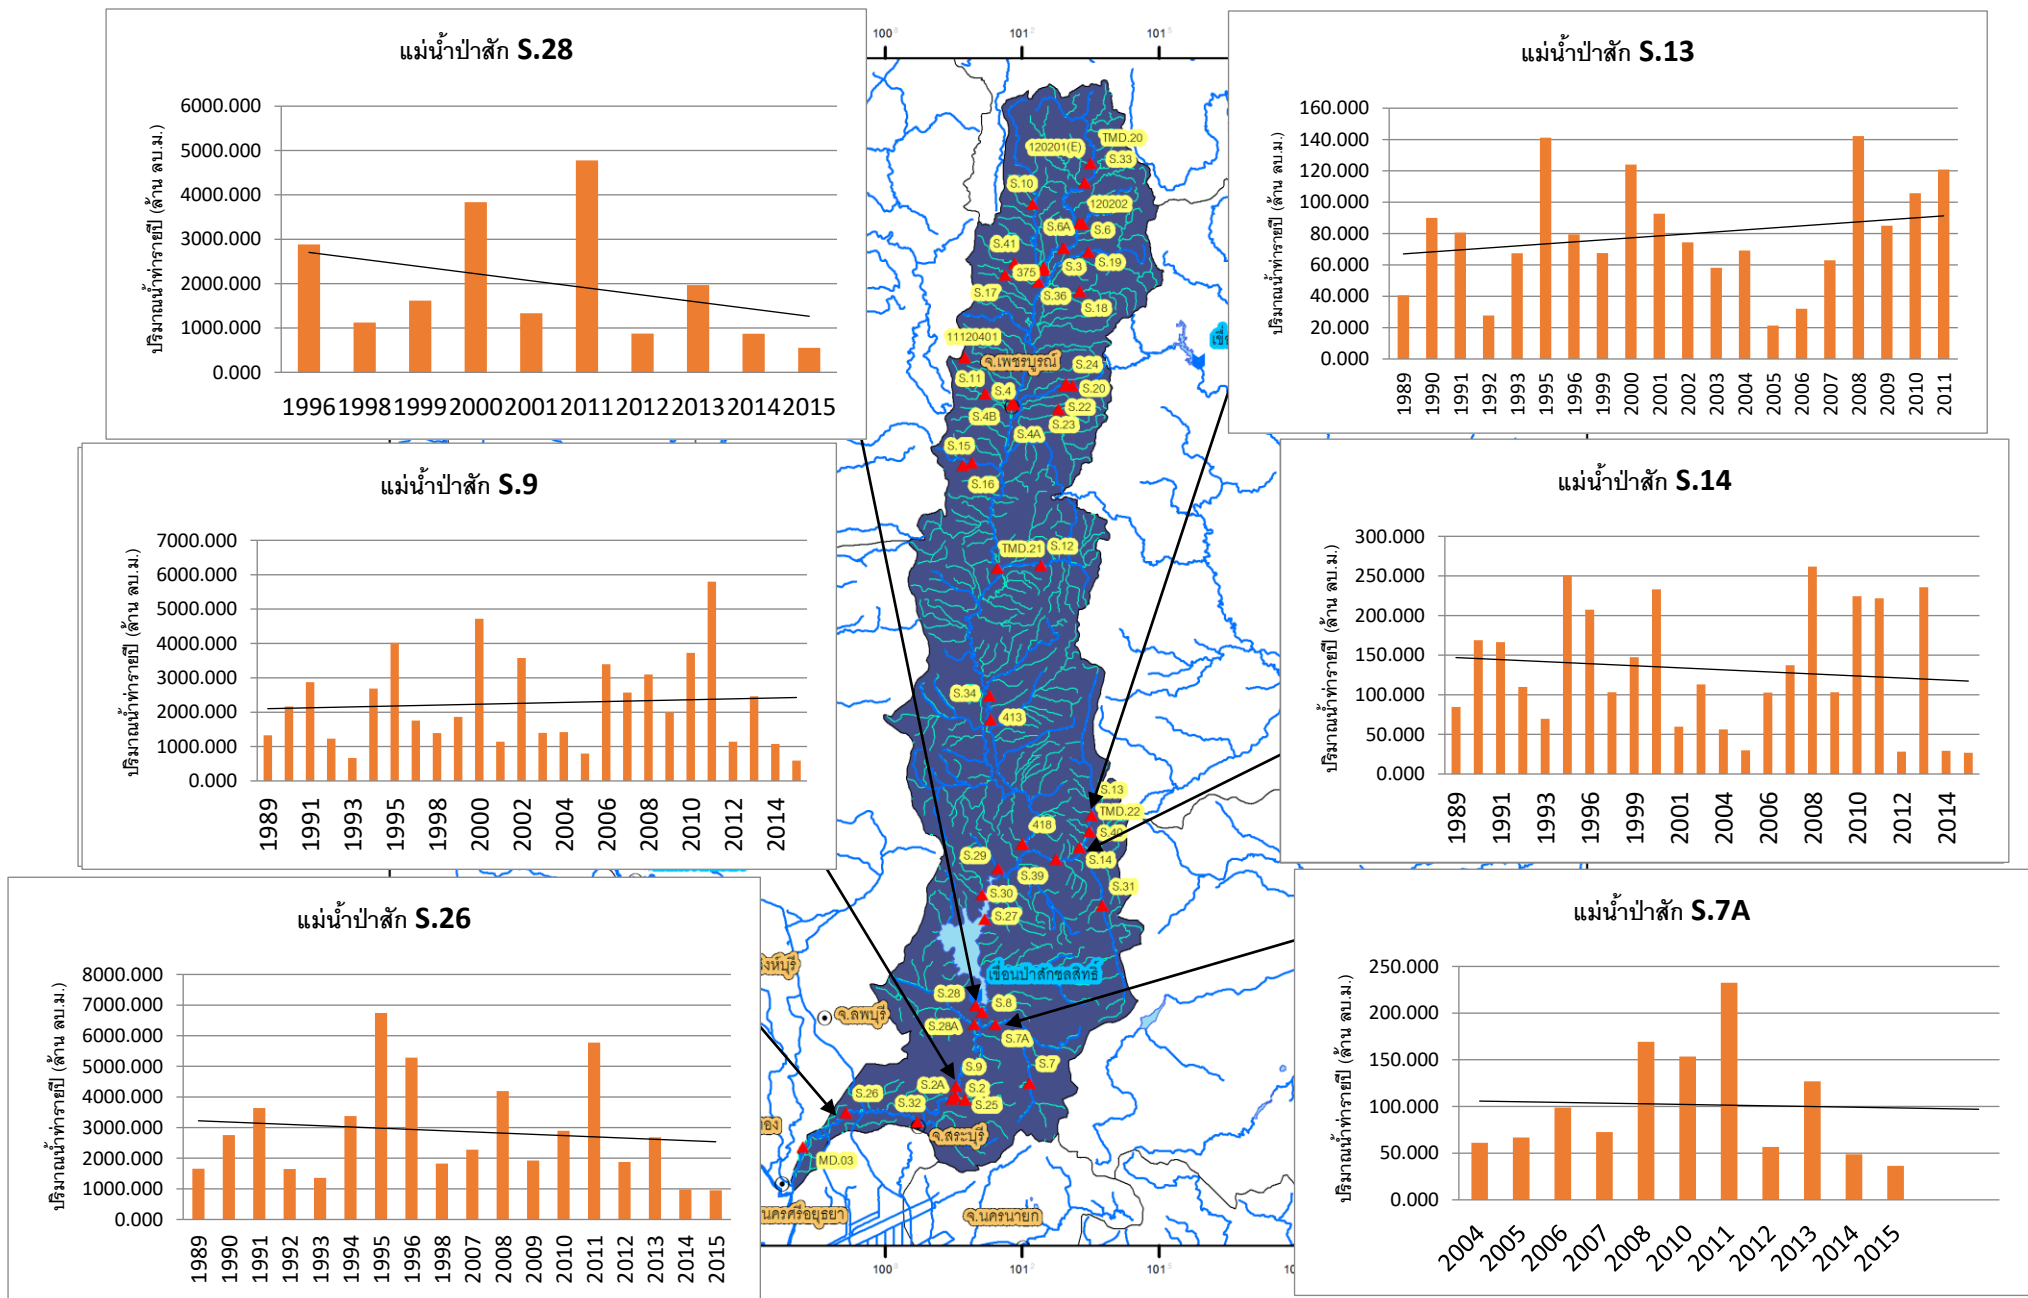 แม่น้ำป่าสัก S.28
ปริมาณน้ำท่ารายปี (ล้าน ลบ.ม.)
6000.000
5000.000
4000.000
3000.000
2000.000
1000.000
0.000
1996 1998 1999 2000 2001 2011 2012 2013 2014 2015
แม่น้ำป่าสัก S.13
ปริมาณน้ำท่ารายปี (ล้าน ลบ.ม.)
160.000
140.000
120.000
100.000
80.000
60.000
40.000
20.000
0.000
1989 1990 1991 1992 1993 1995 1996 1999 2000 2001 2002 2003 2004 2005 2006 2007 2008 2009 2010 2011
แม่น้ำป่าสัก S.9
ปริมาณน้ำท่ารายปี (ล้าน ลบ.ม.)
7000.000
6000.000
5000.000
4000.000
3000.000
2000.000
1000.000
0.000
1989 1991 1993 1995 1998 2000 2002 2004 2006 2008 2010 2012 2014
แม่น้ำป่าสัก S.14
ปริมาณน้ำท่ารายปี (ล้าน ลบ.ม.)
300.000
250.000
200.000
150.000
100.000
50.000
0.000
1989 1991 1993 1996 1999 2001 2004 2006 2008 2010 2012 2014
แม่น้ำป่าสัก S.26
ปริมาณน้ำท่ารายปี (ล้าน ลบ.ม.)
8000.000
7000.000
6000.000
5000.000
4000.000
3000.000
2000.000
1000.000
0.000
1989 1990 1991 1992 1993 1994 1995 1996 1998 2007 2008 2009 2010 2011 2012 2013 2014 2015
แม่น้ำป่าสัก S.7A
ปริมาณน้ำท่ารายปี (ล้าน ลบ.ม.)
250.000
200.000
150.000
100.000
50.000
0.000
2004 2005 2006 2007 2008 2010 2011 2012 2013 2014 2015
TMD.20
120201(E)
S.33
S.10
120202
S.6A S.6
S.41
375 S.3 S.19
S.17 S.36
S.18
11120401
จ.เพชรบูรณ์
S.24
S.11 S.4 S.20
S.4B S.22
S.23
S.4A
S.15
S.16
TMD.21 S.12
S.34
413
S.13
TMD.22
418 S.40
S.29 S.14
S.39 S.31
S.30
S.27
เขื่อนป่าสักชลสิทธิ์
S.28 S.8
จ.ลพบุรี
S.28A
S.7A
S.9 S.7
S.2A S.2
S.26
S.32 S.25
จ.สระบุรี
MD.03
นครศรีอยุธยา
จ.นครนายก